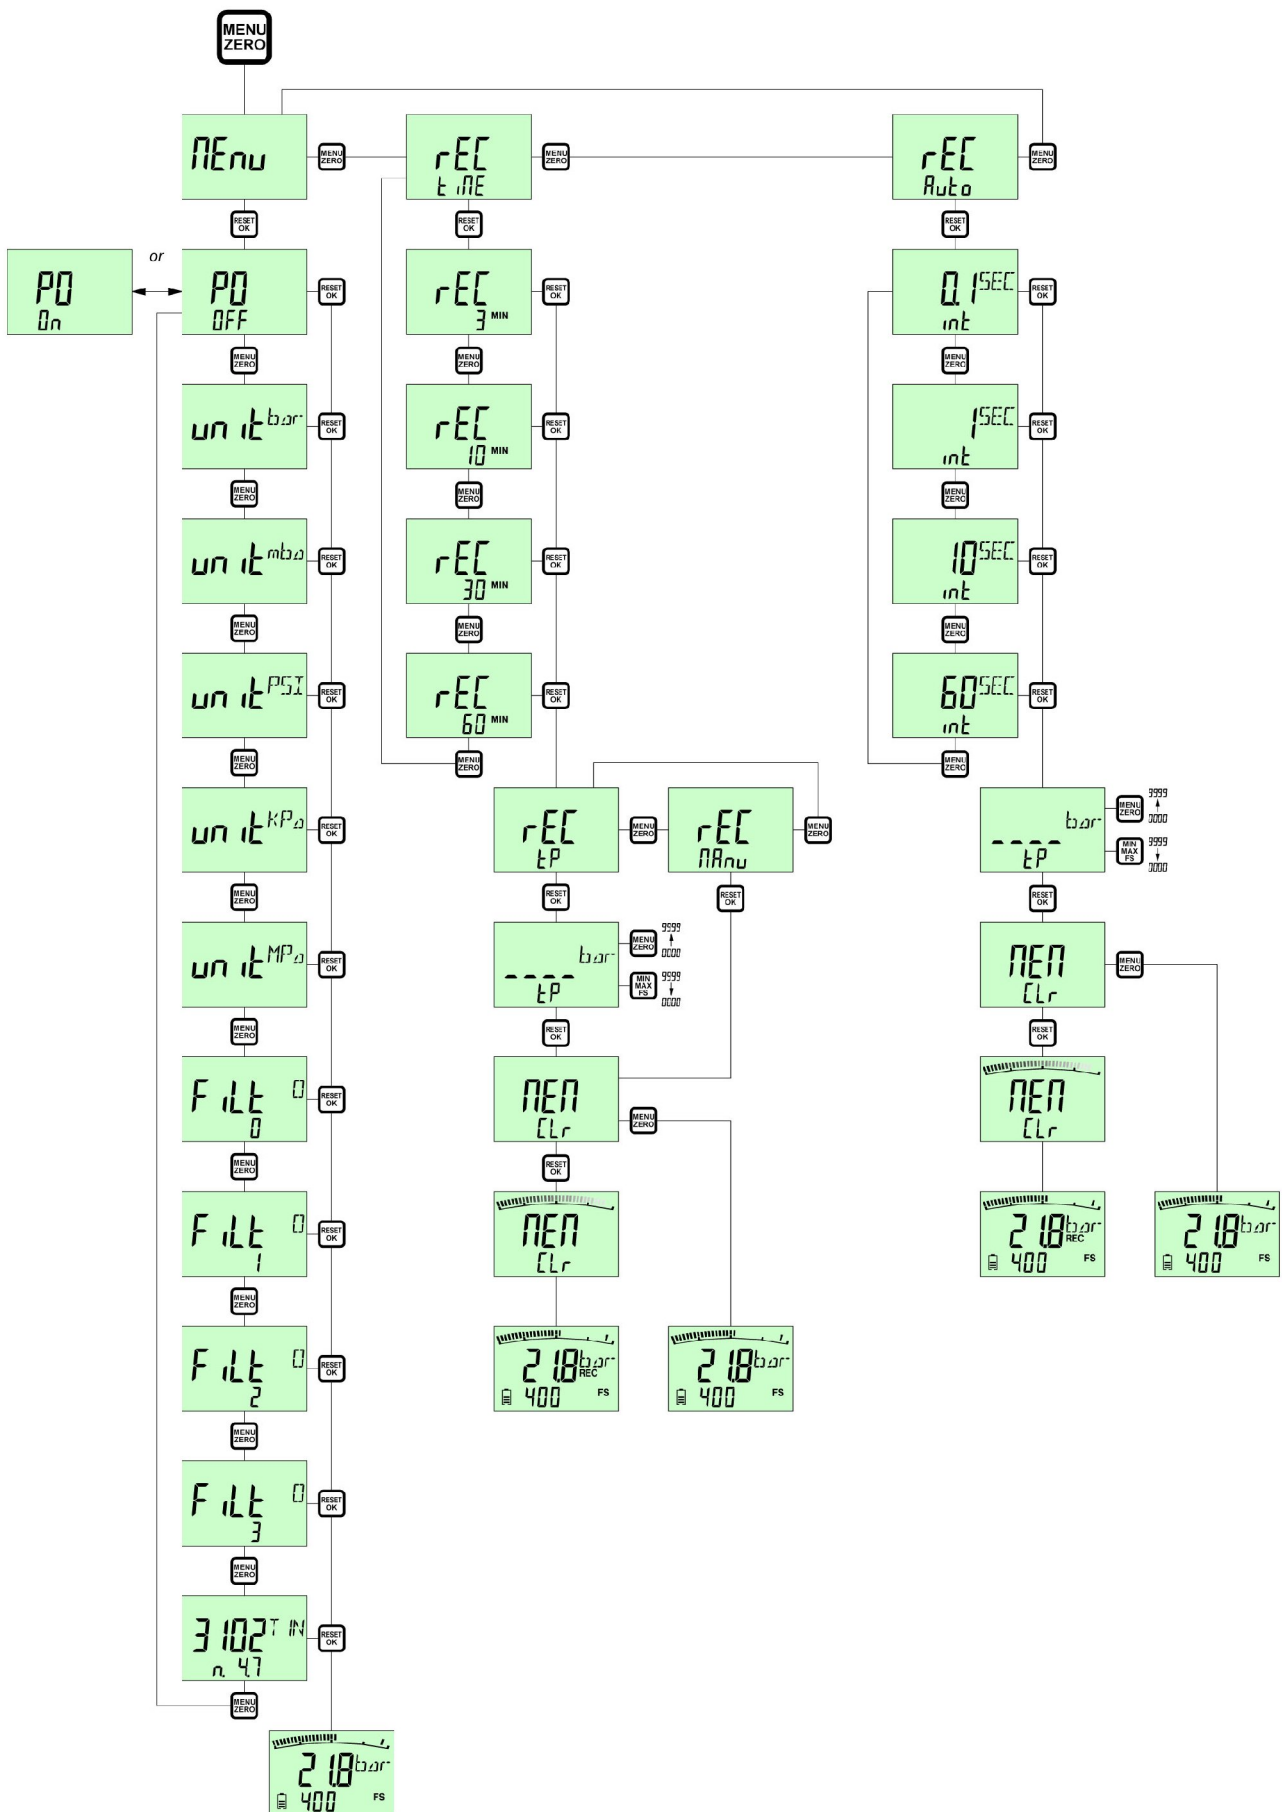 MENU
ZERO
MEnu
MENU
ZERO
rEC
tiME
MENU
ZERO
rEC
Auto
MENU
ZERO
RESET
OK
RESET
OK
RESET
OK
P0
On
or
P0
OFF
RESET
OK
rEC
3 MIN
RESET
OK
0.1 SEC
int
RESET
OK
MENU
ZERO
MENU
ZERO
unit bar
RESET
OK
rEC
10 MIN
RESET
OK
1 SEC
int
RESET
OK
MENU
ZERO
MENU
ZERO
MENU
ZERO
unit mba
RESET
OK
rEC
30 MIN
RESET
OK
10 SEC
int
RESET
OK
MENU
ZERO
MENU
ZERO
MENU
ZERO
unit PSI
RESET
OK
rEC
60 MIN
RESET
OK
60 SEC
int
RESET
OK
MENU
ZERO
MENU
ZERO
MENU
ZERO
unit KPa
RESET
OK
rEC
tP
MENU
ZERO
rEC
MAnu
MENU
ZERO
bar
- - - -
tP
MENU
ZERO
9999
0000
MIN
MAX
FS
9999
0000
MENU
ZERO
RESET
OK
RESET
OK
RESET
OK
unit MPa
RESET
OK
bar
- - - -
tP
MENU
ZERO
9999
0000
MIN
MAX
FS
9999
0000
MEM
CLr
MENU
ZERO
MENU
ZERO
RESET
OK
RESET
OK
FiLt 0
0
RESET
OK
MEM
CLr
MENU
ZERO
MEM
CLr
MENU
ZERO
RESET
OK
FiLt 0
1
RESET
OK
MEM
CLr
21.8 bar
REC
400 FS
21.8 bar
400 FS
MENU
ZERO
FiLt 0
2
RESET
OK
21.8 bar
REC
400 FS
21.8 bar
400 FS
MENU
ZERO
FiLt 0
3
RESET
OK
MENU
ZERO
3102 T IN
n. 4.7
RESET
OK
MENU
ZERO
21.8 bar
400 FS